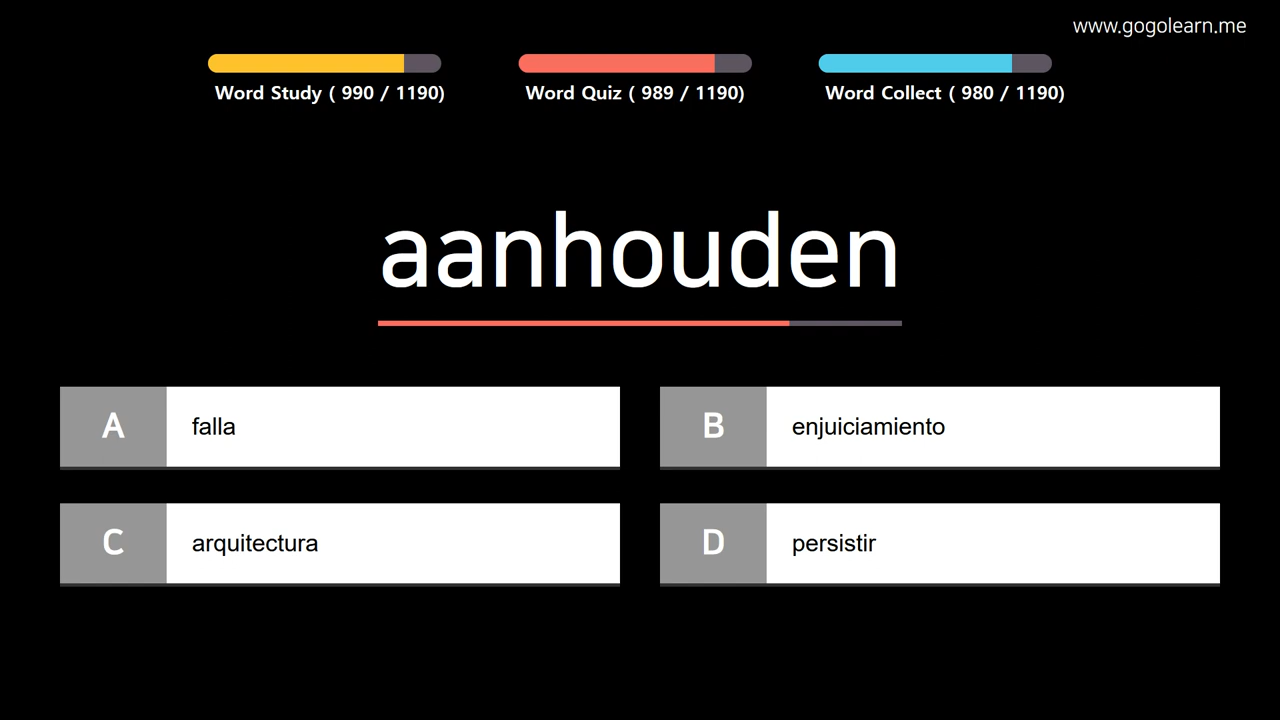 www.gogolearn.me
Word Study ( 990 / 1190)
Word Quiz ( 989 / 1190)
Word Collect ( 980 / 1190)
aanhouden
A falla
B enjuiciamiento
C arquitectura
D persistir